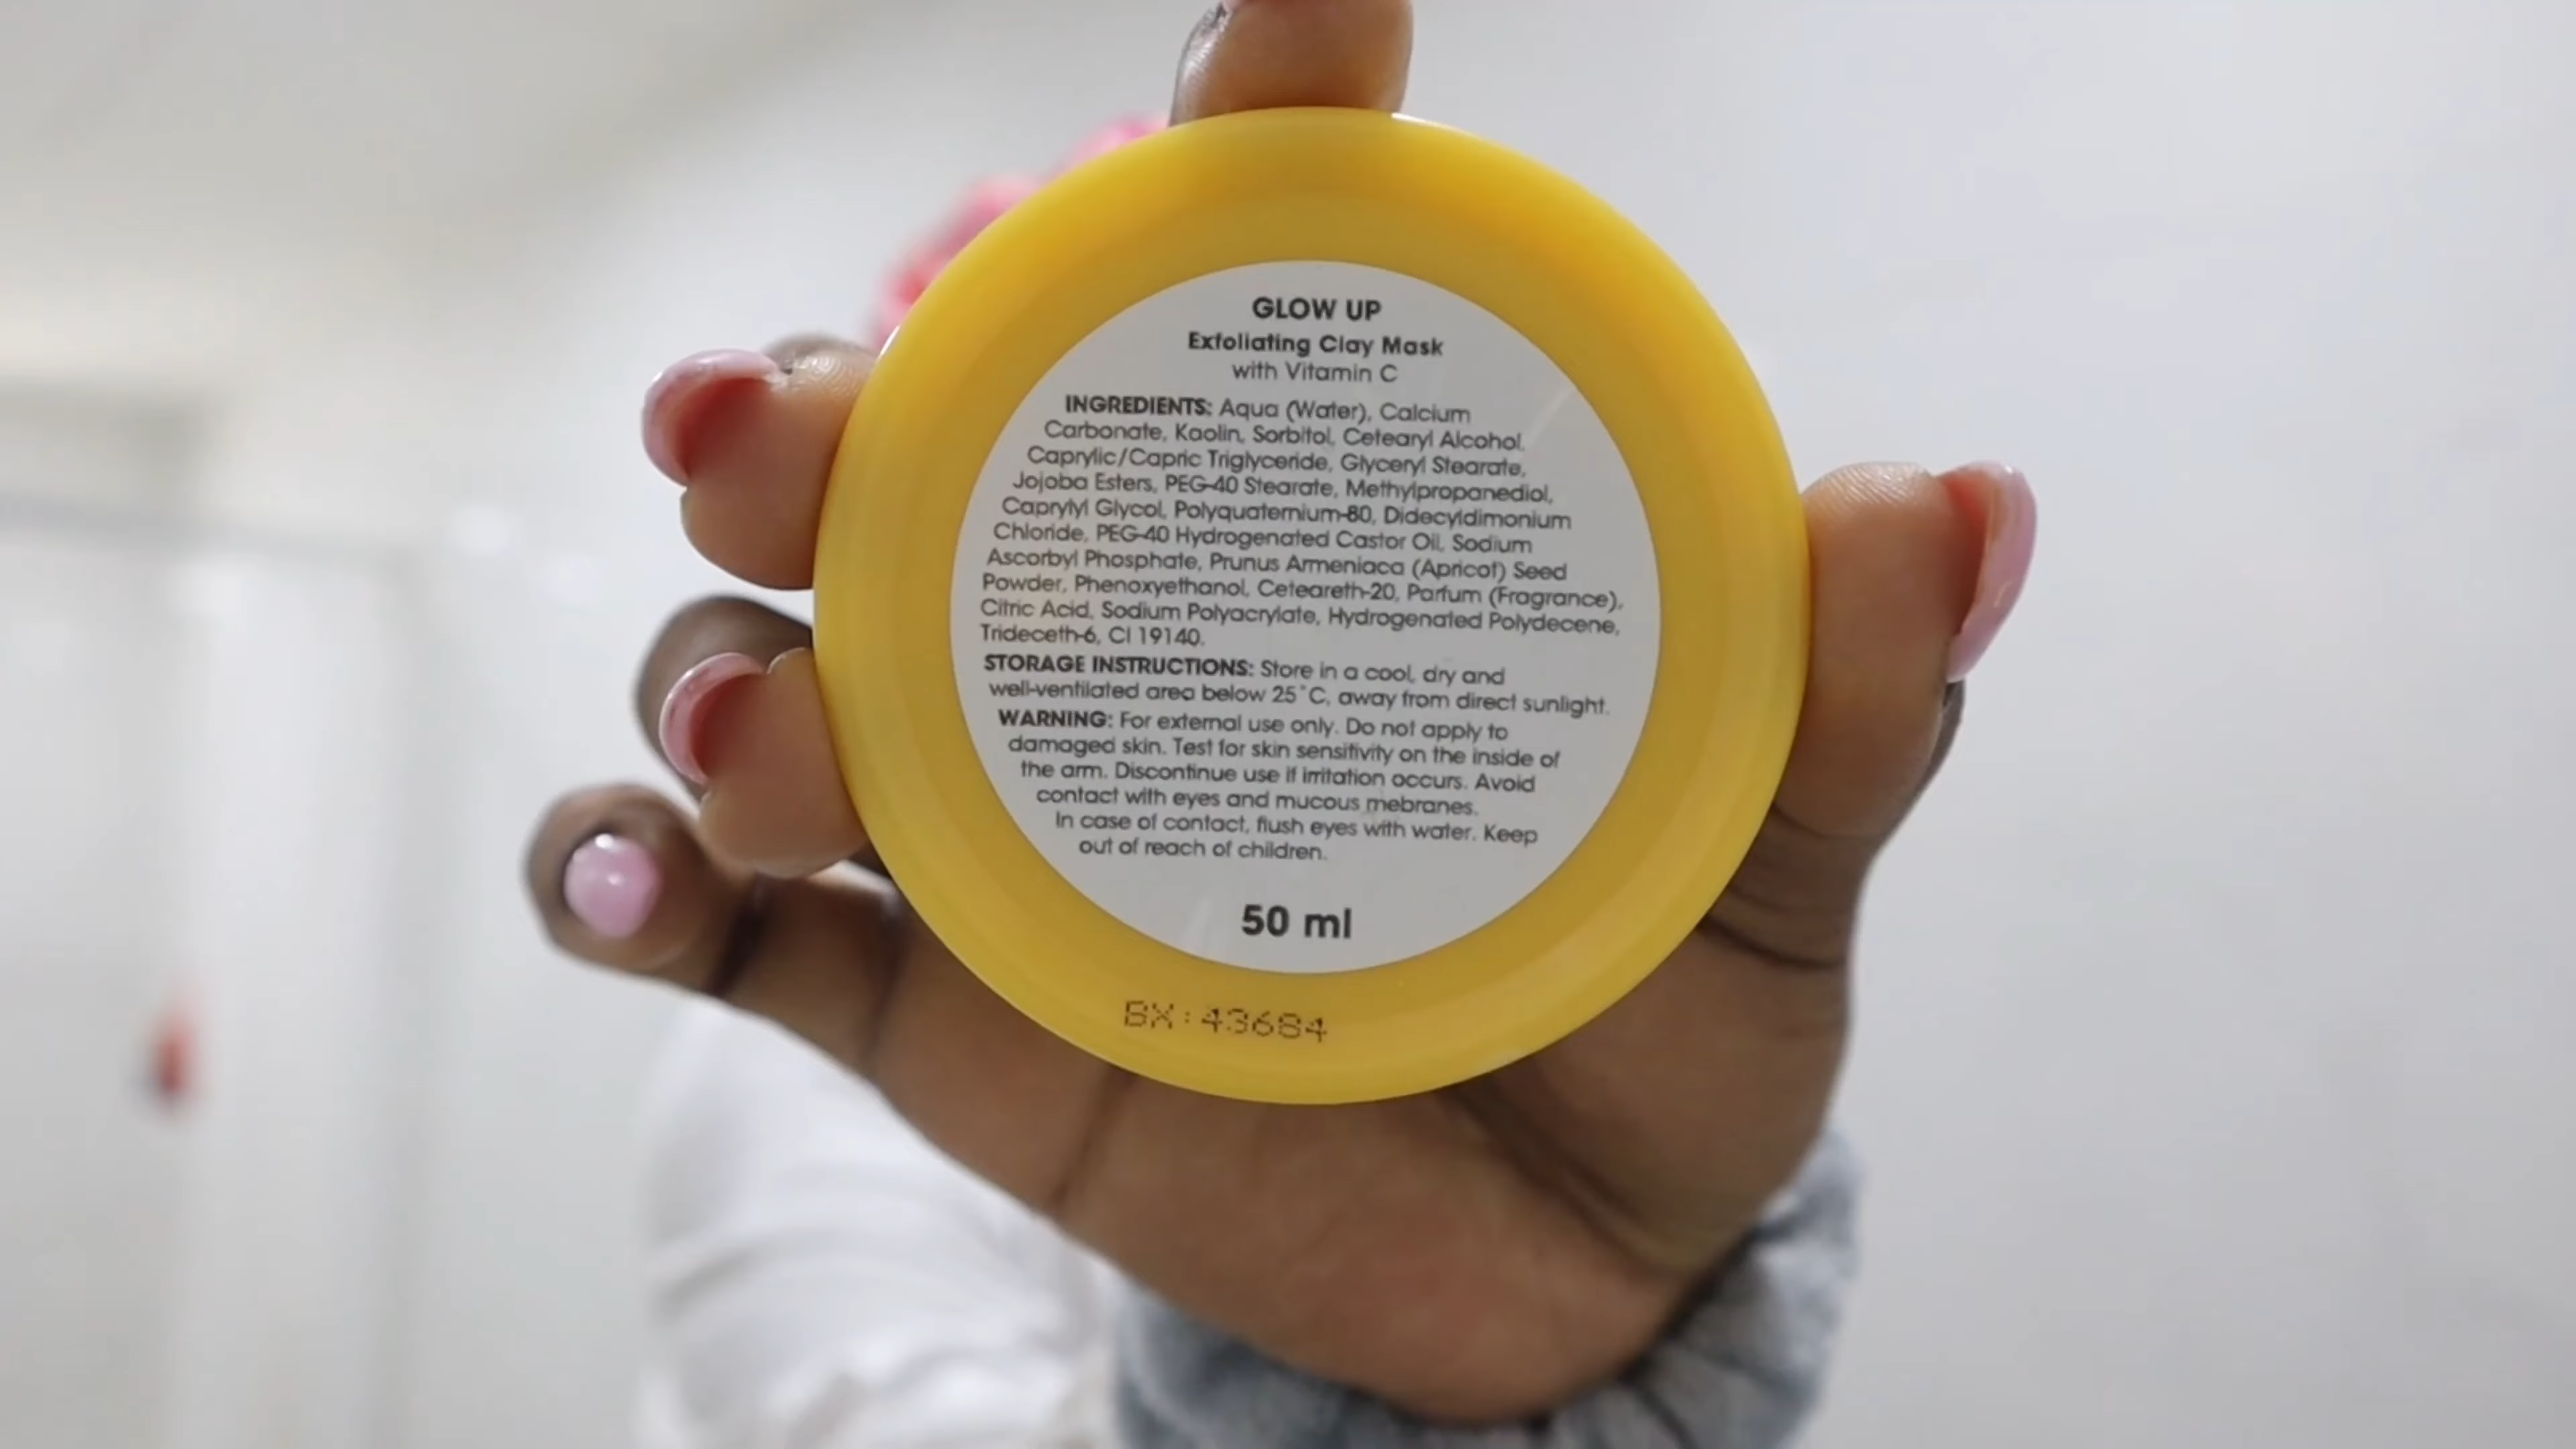 GLOW UP
Exfoliating Clay Mask
with Vitamin C
INGREDIENTS: Aqua (Water), Calcium
Carbonate, Kaolin, Sorbitol, Cetearyl Alcohol,
Caprylic/Capric Triglyceride, Glyceryl Stearate,
Jojoba Esters, PEG-40 Stearate, Methylpropanediol,
Caprylyl Glycol, Polyquaternium-80, Didecyldimonium
Chloride, PEG-40 Hydrogenated Castor Oil, Sodium
Ascorbyl Phosphate, Prunus Armeniaca (Apricot) Seed
Powder, Phenoxyethanol, Ceteareth-20, Parfum (Fragrance),
Citric Acid, Sodium Polyacrylate, Hydrogenated Polydecene,
Trideceth-6, CI 19140.
STORAGE INSTRUCTIONS: Store in a cool, dry and
well-ventilated area below 25°C, away from direct sunlight.
WARNING: For external use only. Do not apply to
damaged skin. Test for skin sensitivity on the inside of
the arm. Discontinue use if irritation occurs. Avoid
contact with eyes and mucous mebranes.
In case of contact, flush eyes with water. Keep
out of reach of children.
50 ml
BX:43684